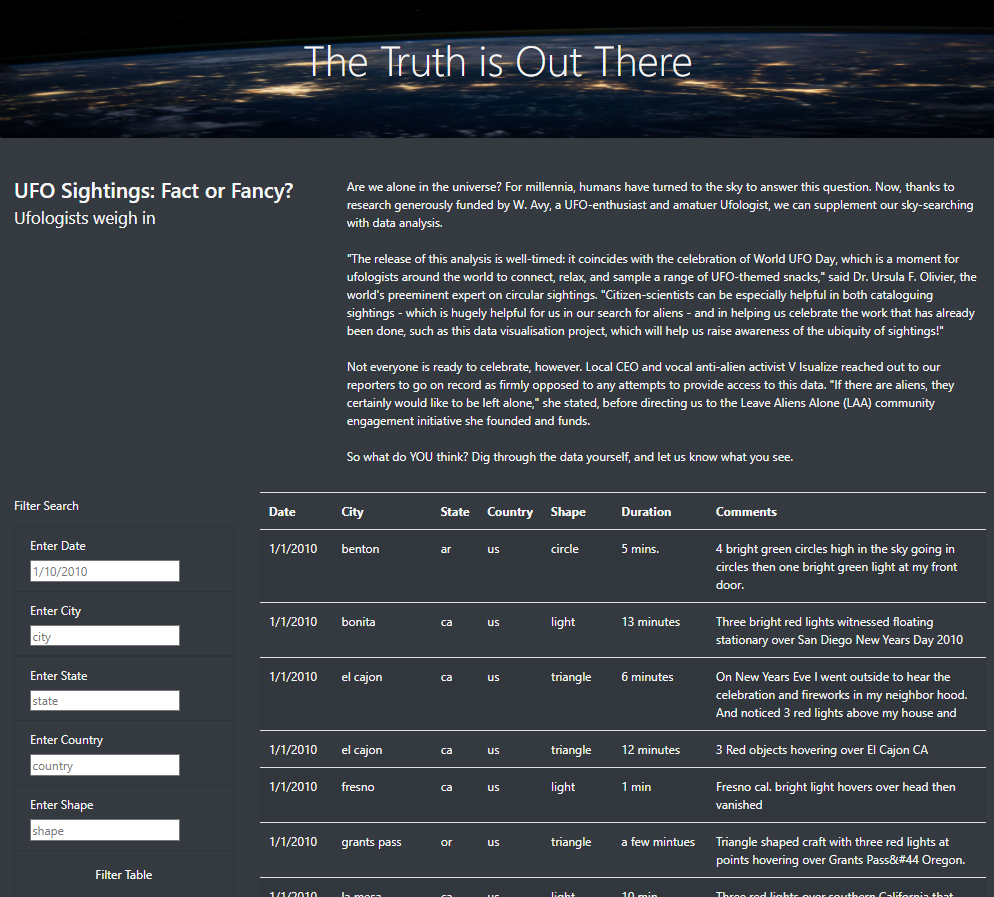 The Truth is Out There
UFO Sightings: Fact or Fancy?
Ufologists weigh in
Are we alone in the universe? For millennia, humans have turned to the sky to answer this question. Now, thanks to
research generously funded by W. Avy, a UFO-enthusiast and amatuer Ufologist, we can supplement our sky-searching
with data analysis.
"The release of this analysis is well-timed: it coincides with the celebration of World UFO Day, which is a moment for
ufologists around the world to connect, relax, and sample a range of UFO-themed snacks," said Dr. Ursula F. Olivier, the
world's preeminent expert on circular sightings. "Citizen-scientists can be especially helpful in both cataloguing
sightings - which is hugely helpful for us in our search for aliens - and in helping us celebrate the work that has already
been done, such as this data visualisation project, which will help us raise awareness of the ubiquity of sightings!"
Not everyone is ready to celebrate, however. Local CEO and vocal anti-alien activist V Isualize reached out to our
reporters to go on record as firmly opposed to any attempts to provide access to this data. "If there are aliens, they
certainly would like to be left alone," she stated, before directing us to the Leave Aliens Alone (LAA) community
engagement initiative she founded and funds.
So what do YOU think? Dig through the data yourself, and let us know what you see.
Filter Search
Enter Date
1/10/2010
Enter City
city
Enter State
state
Enter Country
country
Enter Shape
shape
Filter Table
Date City State Country Shape Duration Comments
1/1/2010 benton ar us circle 5 mins. 4 bright green circles high in the sky going in
circles then one bright green light at my front
door.
1/1/2010 bonita ca us light 13 minutes Three bright red lights witnessed floating
stationary over San Diego New Years Day 2010
1/1/2010 el cajon ca us triangle 6 minutes On New Years Eve I went outside to hear the
celebration and fireworks in my neighbor hood.
And noticed 3 red lights above my house and
1/1/2010 el cajon ca us triangle 12 minutes 3 Red objects hovering over El Cajon CA
1/1/2010 fresno ca us light 1 min Fresno cal. bright light hovers over head then
vanished
1/1/2010 grants pass or us triangle a few mintues Triangle shaped craft with three red lights at
points hovering over Grants Pass&#44 Oregon.
1/1/2010 la mesa ca us light 10 min Three red lights over southern California that